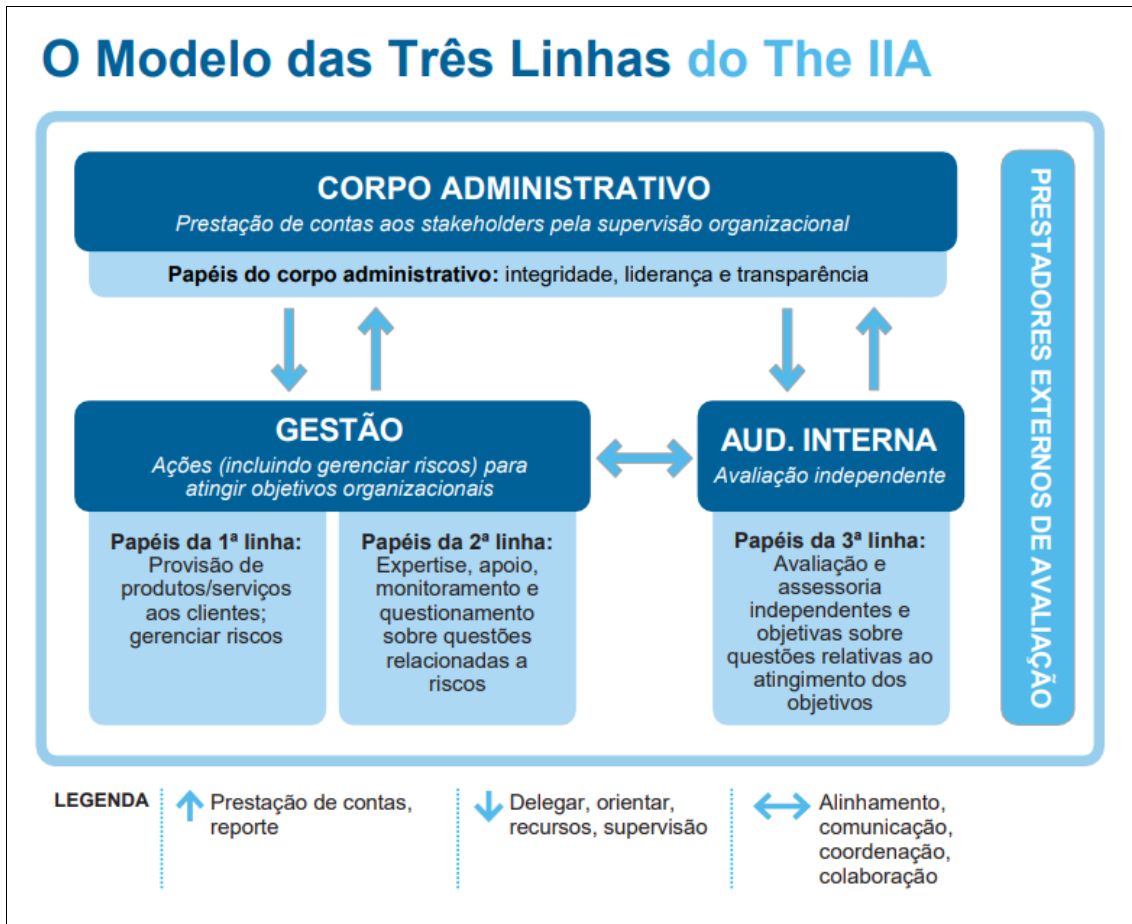 O Modelo das Três Linhas do The IIA
CORPO ADMINISTRATIVO
Prestação de contas aos stakeholders pela supervisão organizacional
Papéis do corpo administrativo: integridade, liderança e transparência
GESTÃO
Ações (incluindo gerenciar riscos) para
atingir objetivos organizacionais
Papéis da 1ª linha:
Provisão de
produtos/serviços
aos clientes;
gerenciar riscos
Papéis da 2ª linha:
Expertise, apoio,
monitoramento e
questionamento
sobre questões
relacionadas a
riscos
AUD. INTERNA
Avaliação independente
Papéis da 3ª linha:
Avaliação e
assessoria
independentes e
objetivas sobre
questões relativas ao
atingimento dos
objetivos
PRESTADORES EXTERNOS DE AVALIAÇÃO
LEGENDA
Prestação de contas,
reporte
Delegar, orientar,
recursos, supervisão
Alinhamento,
comunicação,
coordenação,
colaboração